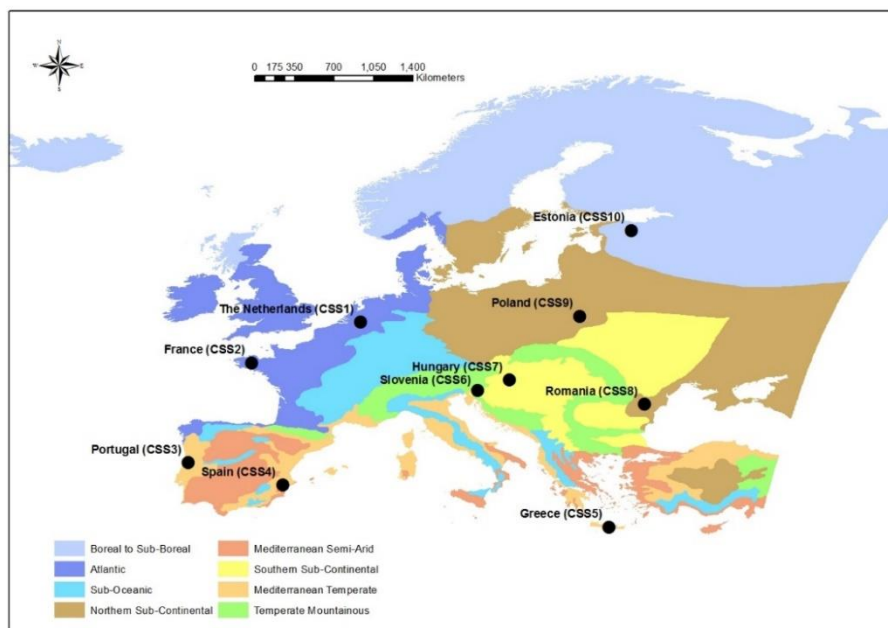 N
W
E
S
0 175 350 700 1,050 1,400
Kilometers
Estonia (CSS10)
The Netherlands (CSS1)
Poland (CSS9)
France (CSS2)
Hungary (CSS7)
Slovenia (CSS6)
Romania (CSS8)
Portugal (CSS3)
Spain (CSS4)
Greece (CSS5)
Boreal to Sub-Boreal
Atlantic
Sub-Oceanic
Northern Sub-Continental
Mediterranean Semi-Arid
Southern Sub-Continental
Mediterranean Temperate
Temperate Mountainous